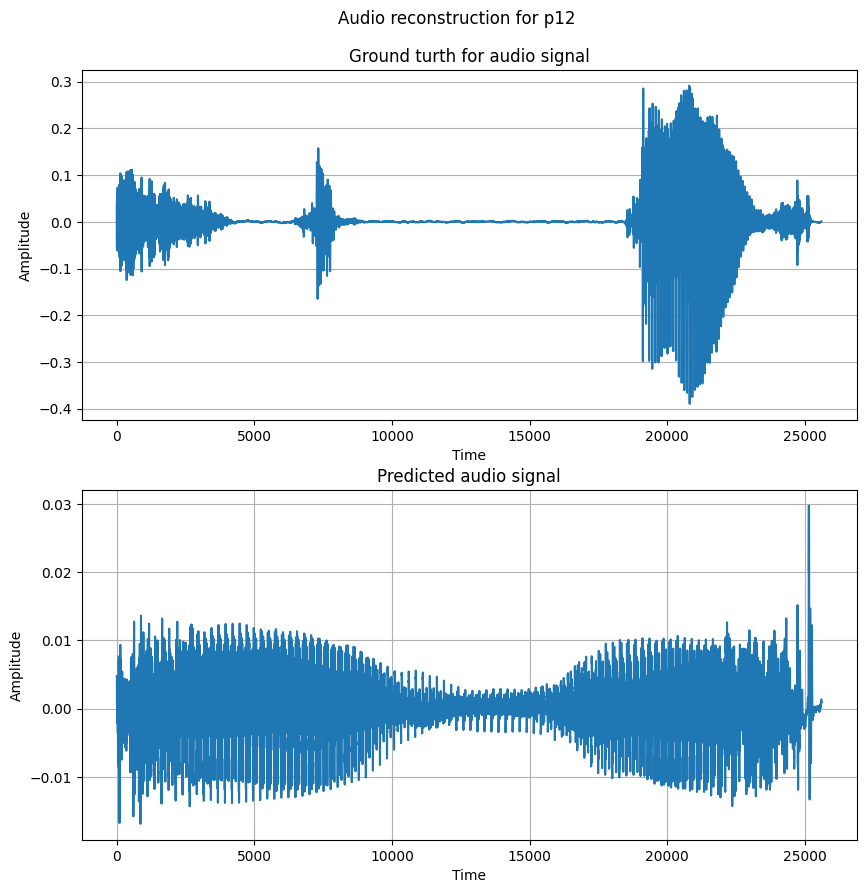 Audio reconstruction for p12
Ground turth for audio signal
0.3
0.2
0.1
0.0
−0.1
−0.2
−0.3
−0.4
Amplitude
0 5000 10000 15000 20000 25000
Time
Predicted audio signal
0.03
0.02
0.01
0.00
−0.01
Amplitude
0 5000 10000 15000 20000 25000
Time